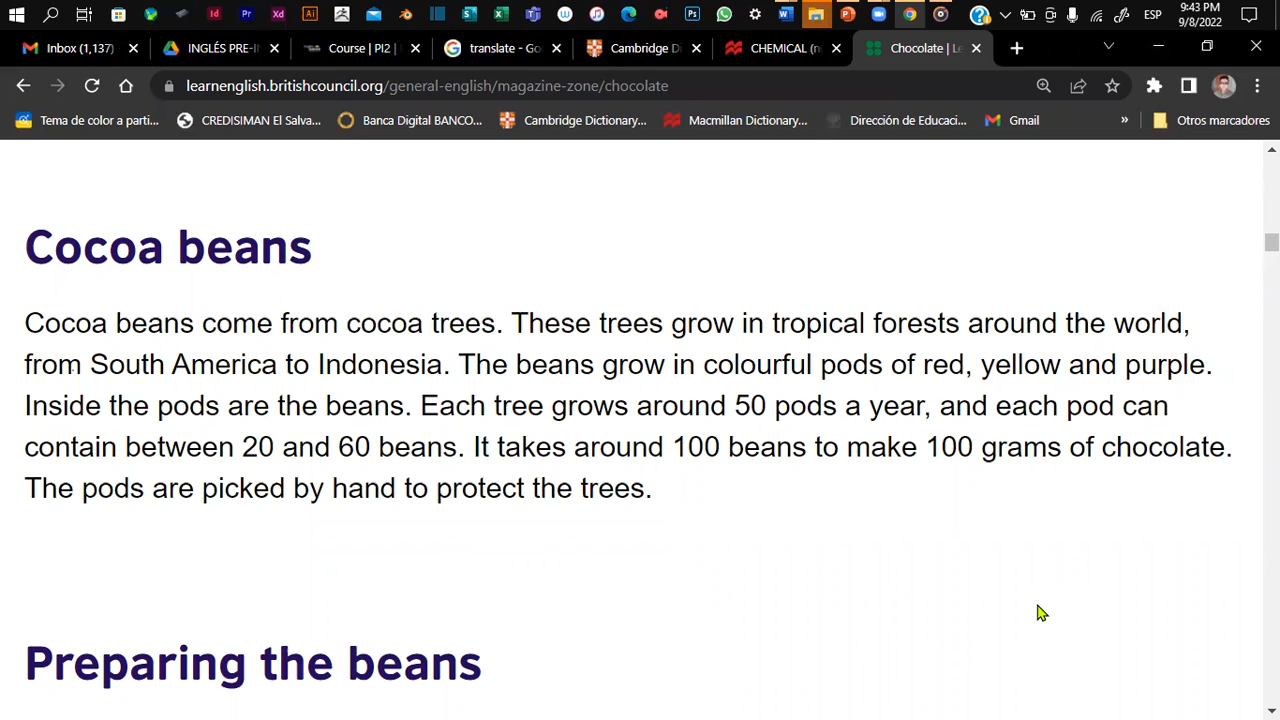 9:43 PM
ESP
9/8/2022
Inbox (1,137)
INGLÉS PRE-I
Course | PI2 |
translate - Go
Cambridge D
CHEMICAL (n
Chocolate | Le
learnenglish.britishcouncil.org/general-english/magazine-zone/chocolate
Tema de color a parti...
CREDISIMAN El Salva...
Banca Digital BANCO...
Cambridge Dictionary...
Macmillan Dictionary...
Dirección de Educaci...
Gmail
»
Otros marcadores
Cocoa beans
Cocoa beans come from cocoa trees. These trees grow in tropical forests around the world,
from South America to Indonesia. The beans grow in colourful pods of red, yellow and purple.
Inside the pods are the beans. Each tree grows around 50 pods a year, and each pod can
contain between 20 and 60 beans. It takes around 100 beans to make 100 grams of chocolate.
The pods are picked by hand to protect the trees.
Preparing the beans